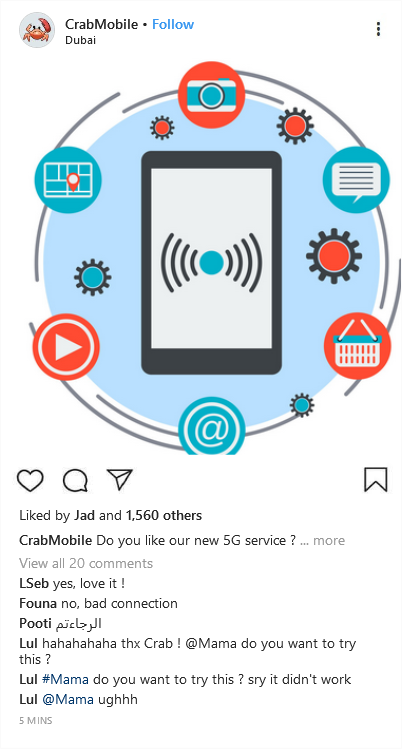 CrabMobile • Follow
Dubai
@
Liked by Jad and 1,560 others
CrabMobile Do you like our new 5G service ? ... more
View all 20 comments
LSeb yes, love it !
Founa no, bad connection
Pooti الرجاءتم
Lul hahahahaha thx Crab ! @Mama do you want to try
this ?
Lul #Mama do you want to try this ? sry it didn't work
Lul @Mama ughhh
5 MINS